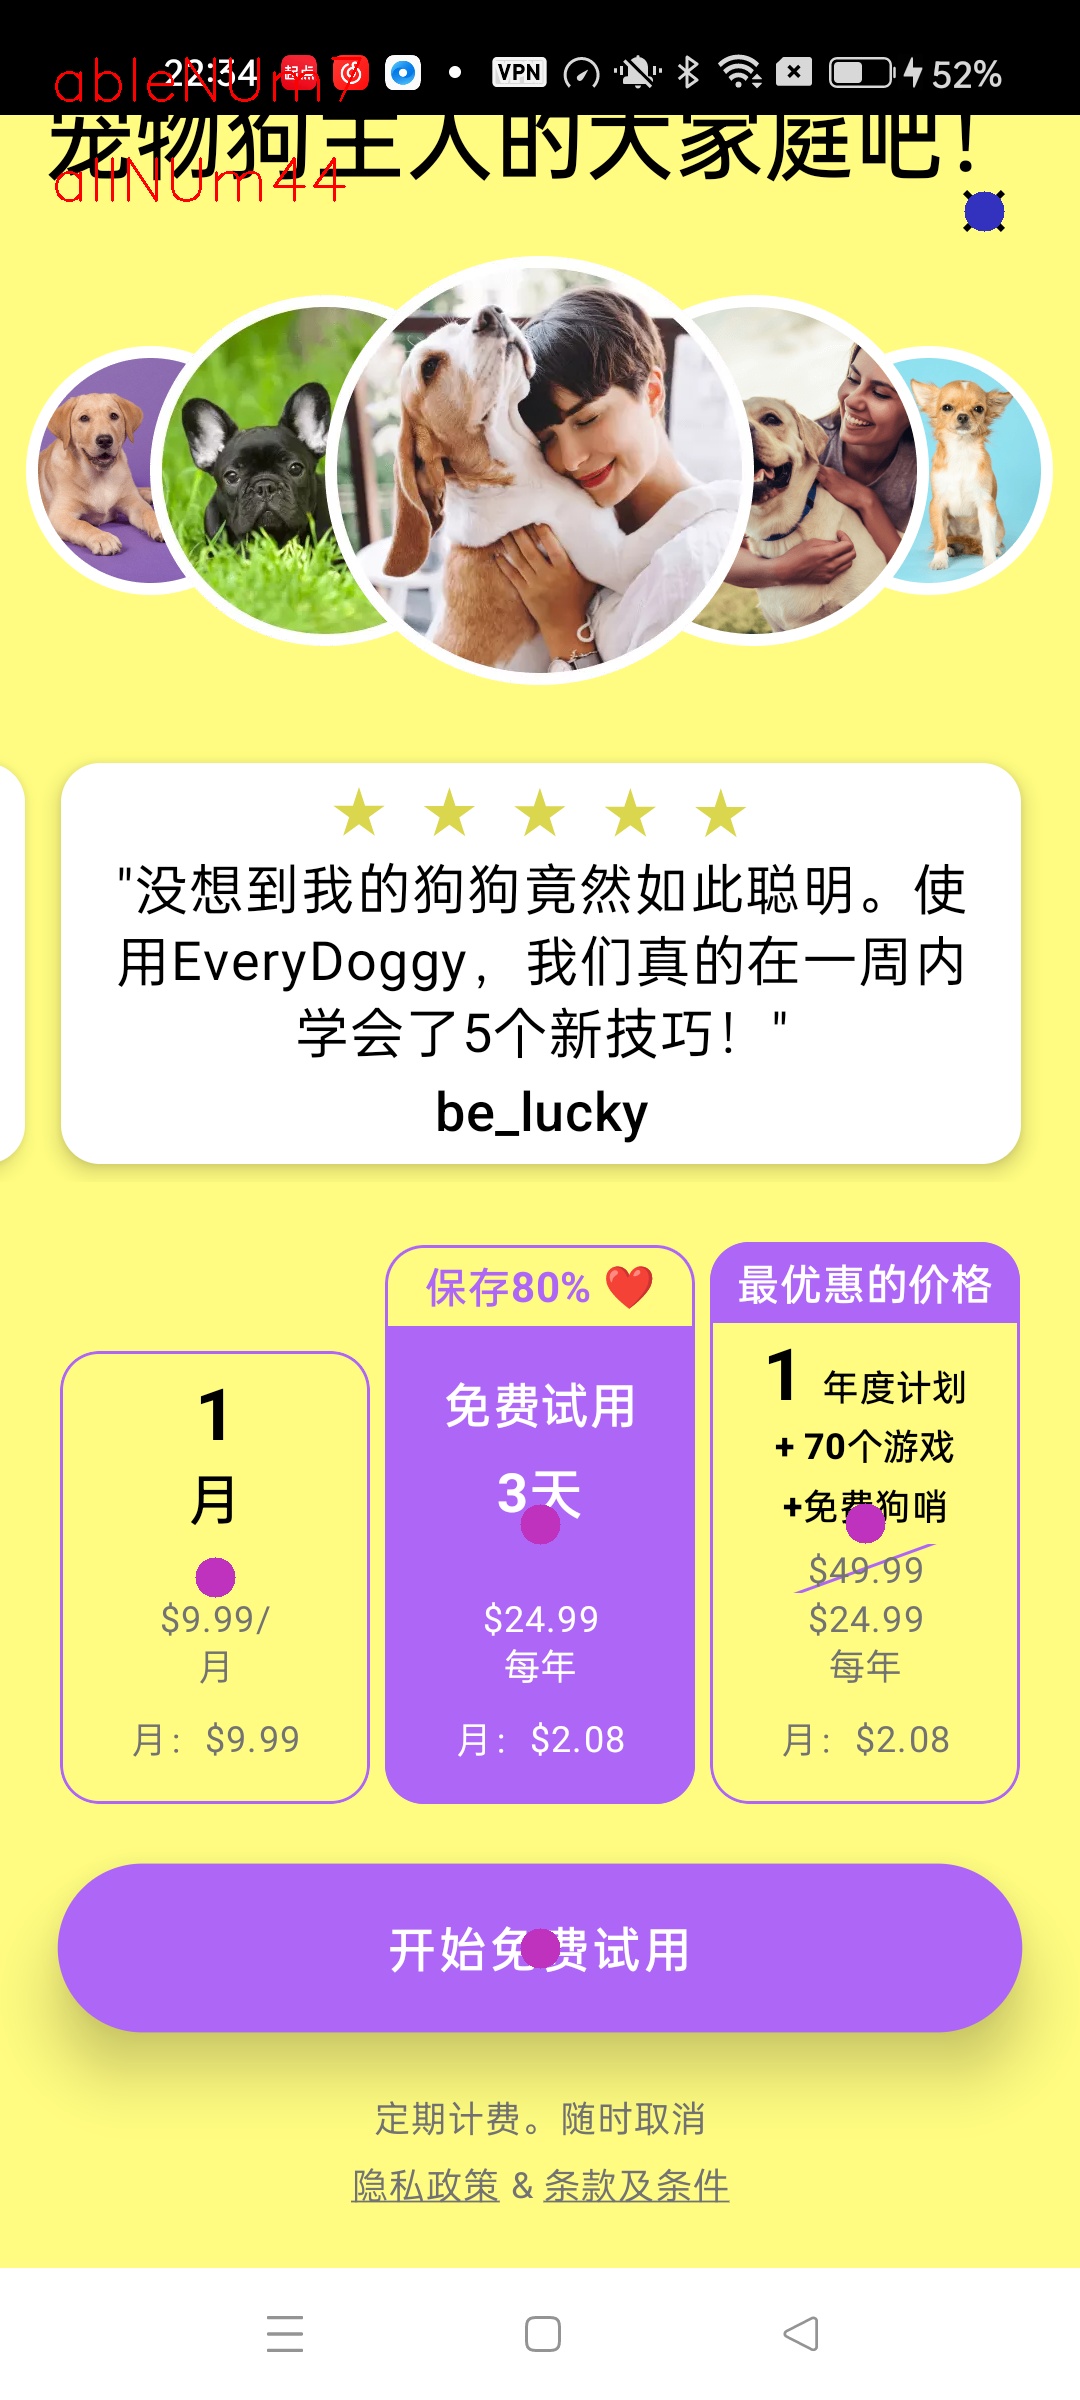 22:34
VPN
52%
ableNUm7
宠物狗主人的大家庭吧！
allNUm44
"没想到我的狗狗竟然如此聪明。使
用EveryDoggy，我们真的在一周内
学会了5个新技巧！"
be_lucky
1
月
$9.99/
月
月：$9.99
保存80% ❤️
免费试用
3天
$24.99
每年
月：$2.08
最优惠的价格
1 年度计划
+ 70个游戏
+免费狗哨
$49.99
$24.99
每年
月：$2.08
开始免费试用
定期计费。随时取消
隐私政策 & 条款及条件